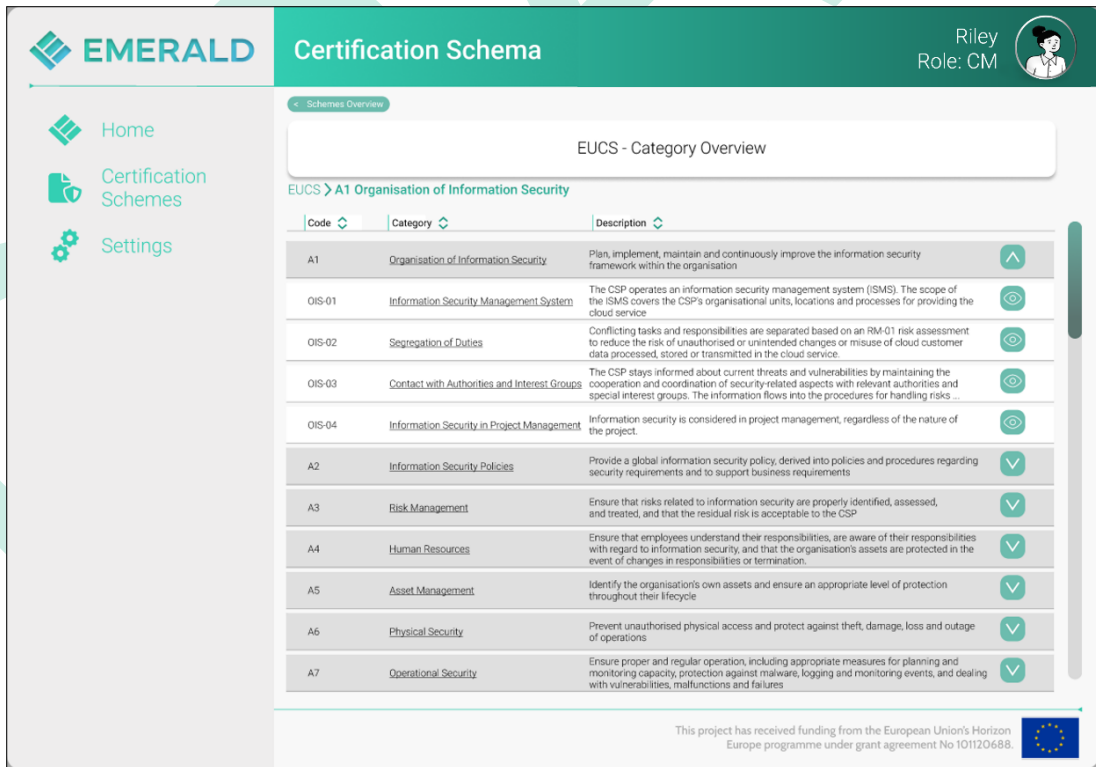 EMERALD
Certification Schema
Riley
Role: CM
Home
Certification
Schemes
Settings
< Schemes Overview
EUCS - Category Overview
EUCS > A1 Organisation of Information Security
Code Category Description
A1 Organisation of Information Security Plan, implement, maintain and continuously improve the information security
framework within the organisation
OIS-01 Information Security Management System The CSP operates an information security management system (ISMS). The scope of
the ISMS covers the CSP's organisational units, locations and processes for providing the
cloud service
OIS-02 Segregation of Duties Conflicting tasks and responsibilities are separated based on an RM-01 risk assessment
to reduce the risk of unauthorised or unintended changes or misuse of cloud customer
data processed, stored or transmitted in the cloud service.
OIS-03 Contact with Authorities and Interest Groups The CSP stays informed about current threats and vulnerabilities by maintaining the
cooperation and coordination of security-related aspects with relevant authorities and
special interest groups. The information flows into the procedures for handling risks ...
OIS-04 Information Security in Project Management Information security is considered in project management, regardless of the nature of
the project.
A2 Information Security Policies Provide a global information security policy, derived into policies and procedures regarding
security requirements and to support business requirements
A3 Risk Management Ensure that risks related to information security are properly identified, assessed,
and treated, and that the residual risk is acceptable to the CSP
A4 Human Resources Ensure that employees understand their responsibilities, are aware of their responsibilities
with regard to information security, and that the organisation's assets are protected in the
event of changes in responsibilities or termination.
A5 Asset Management Identify the organisation's own assets and ensure an appropriate level of protection
throughout their lifecycle
A6 Physical Security Prevent unauthorised physical access and protect against theft, damage, loss and outage
of operations
A7 Operational Security Ensure proper and regular operation, including appropriate measures for planning and
monitoring capacity, protection against malware, logging and monitoring events, and dealing
with vulnerabilities, malfunctions and failures
This project has received funding from the European Union's Horizon
Europe programme under grant agreement No 101120688.